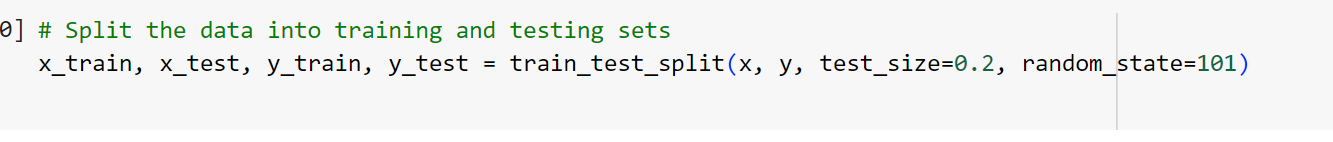 0] # Split the data into training and testing sets
x_train, x_test, y_train, y_test = train_test_split(x, y, test_size=0.2, random_state=101)